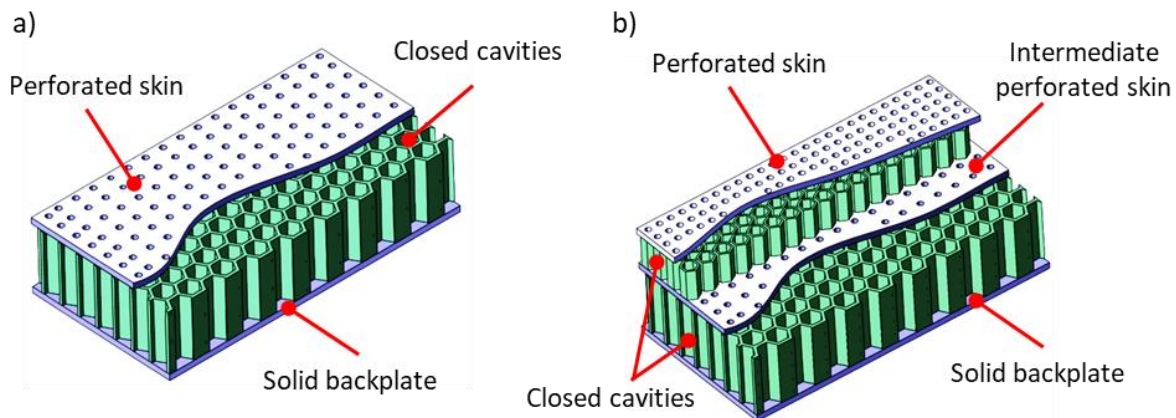 a)
Closed cavities
Perforated skin
Solid backplate
b)
Perforated skin
Intermediate
perforated skin
Closed cavities
Solid backplate